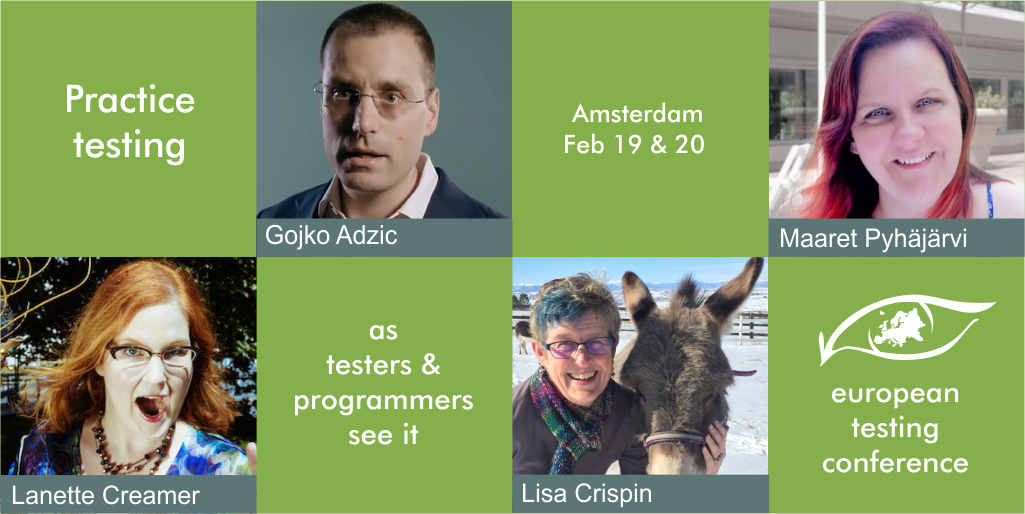 Practice
testing
Gojko Adzic
Amsterdam
Feb 19 & 20
Maaret Pyhäjärvi
Lanette Creamer
as
testers &
programmers
see it
Lisa Crispin
european
testing
conference